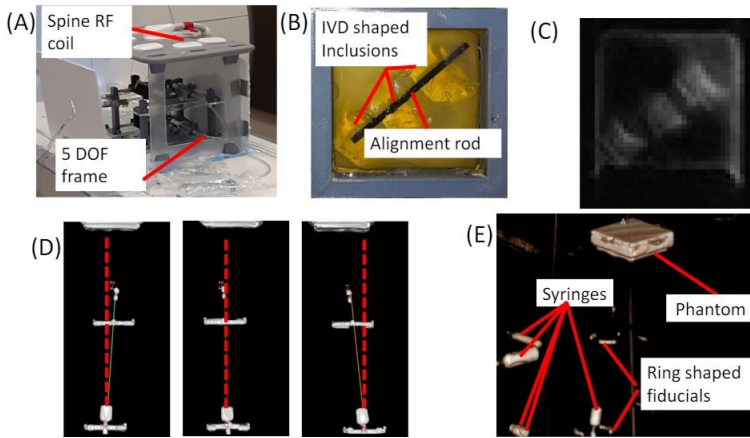 (A)
Spine RF
coil
5 DOF
frame
(B)
IVD shaped
Inclusions
Alignment rod
(C)
(D)
(E)
Syringes
Phantom
Ring shaped
fiducials